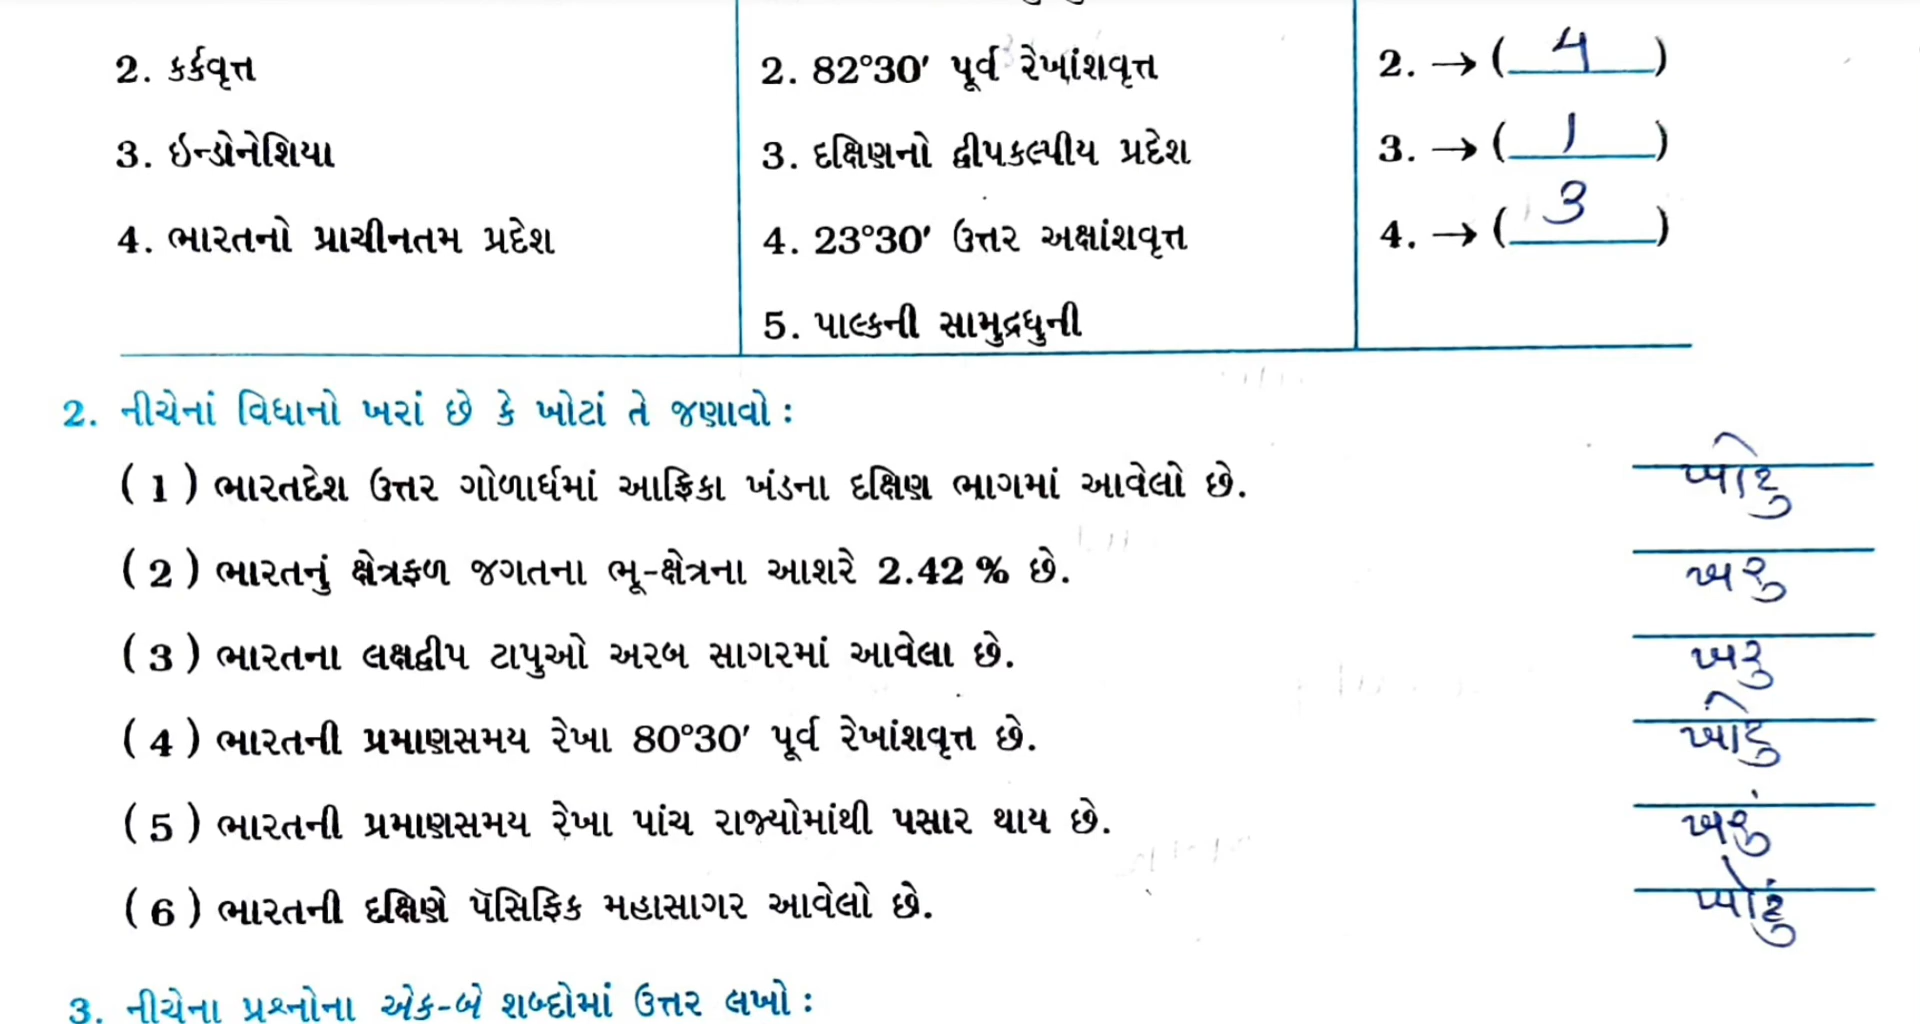 2. કર્કવૃત્ત 2. 82°30′ પૂર્વ રેખાંશવૃત્ત 2. → ( 4 )
3. ઇન્ડોનેશિયા 3. દક્ષિણનો દ્વીપકલ્પીય પ્રદેશ 3. → ( 1 )
4. ભારતનો પ્રાચીનતમ પ્રદેશ 4. 23°30′ ઉત્તર અક્ષાંશવૃત્ત 4. → ( 3 )
5. પાલ્કની સામુદ્રધુની
2. નીચેનાં વિધાનો ખરાં છે કે ખોટાં તે જણાવો :
( 1 ) ભારતદેશ ઉત્તર ગોળાર્ધમાં આફ્રિકા ખંડના દક્ષિણ ભાગમાં આવેલો છે. ખોટુ
( 2 ) ભારતનું ક્ષેત્રફળ જગતના ભૂ-ક્ષેત્રના આશરે 2.42 % છે. ખરુ
( 3 ) ભારતના લક્ષદ્વીપ ટાપુઓ અરબ સાગરમાં આવેલા છે. ખરુ
( 4 ) ભારતની પ્રમાણસમય રેખા 80°30′ પૂર્વ રેખાંશવૃત્ત છે. ખોટુ
( 5 ) ભારતની પ્રમાણસમય રેખા પાંચ રાજ્યોમાંથી પસાર થાય છે. ખરું
( 6 ) ભારતની દક્ષિણે પૅસિફિક મહાસાગર આવેલો છે. ખોટું
3. નીચેના પ્રશ્નોના એક-બે શબ્દોમાં ઉત્તર લખો :